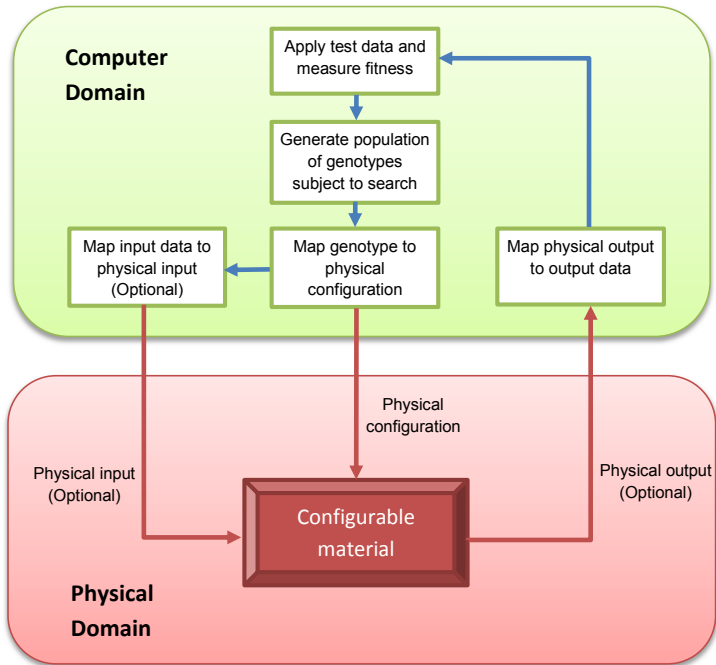 Computer
Domain
Apply test data and
measure fitness
Generate population
of genotypes
subject to search
Map input data to
physical input
(Optional)
Map genotype to
physical
configuration
Map physical output
to output data
Physical
configuration
Physical input
(Optional)
Physical output
(Optional)
Configurable
material
Physical
Domain